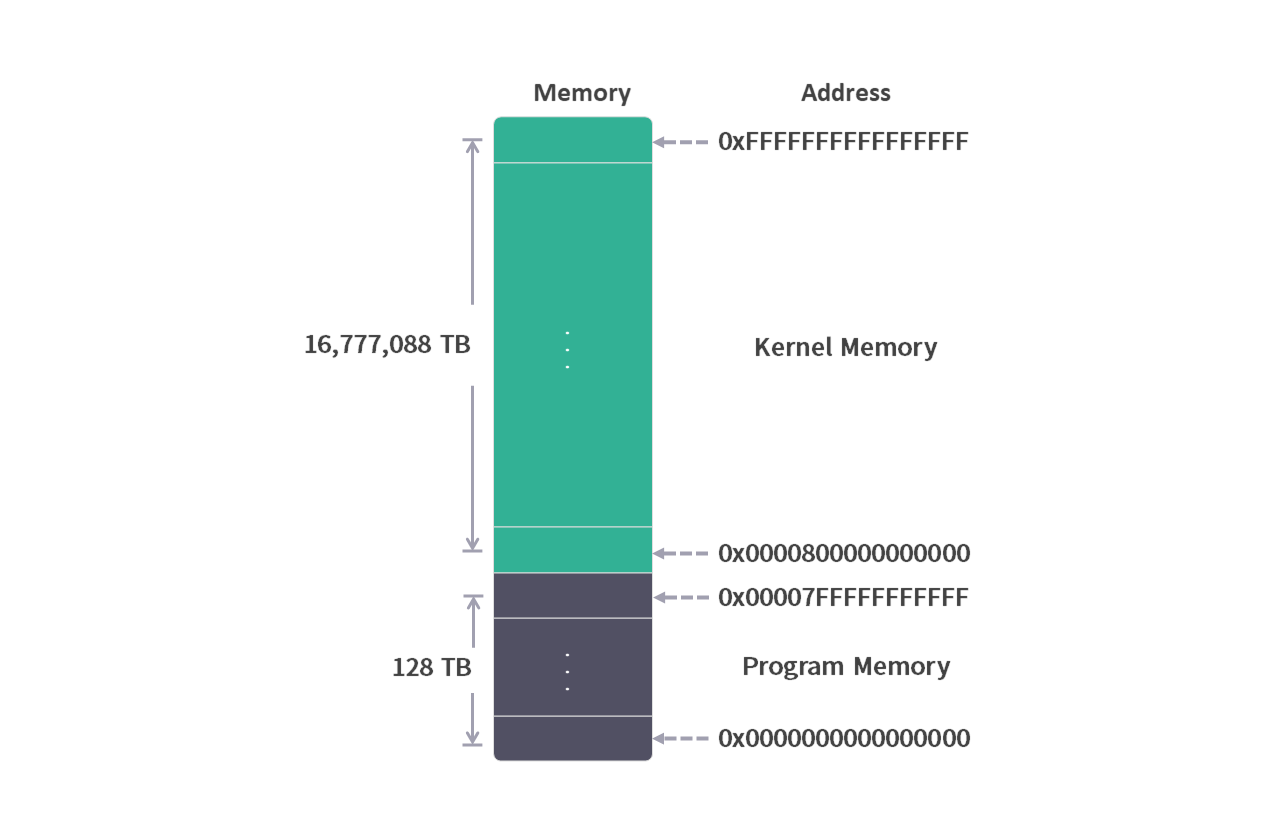 Memory Address
0xFFFFFFFFFFFFFFFF
16,777,088 TB Kernel Memory
0x0000800000000000
0x00007FFFFFFFFFFF
128 TB Program Memory
0x0000000000000000